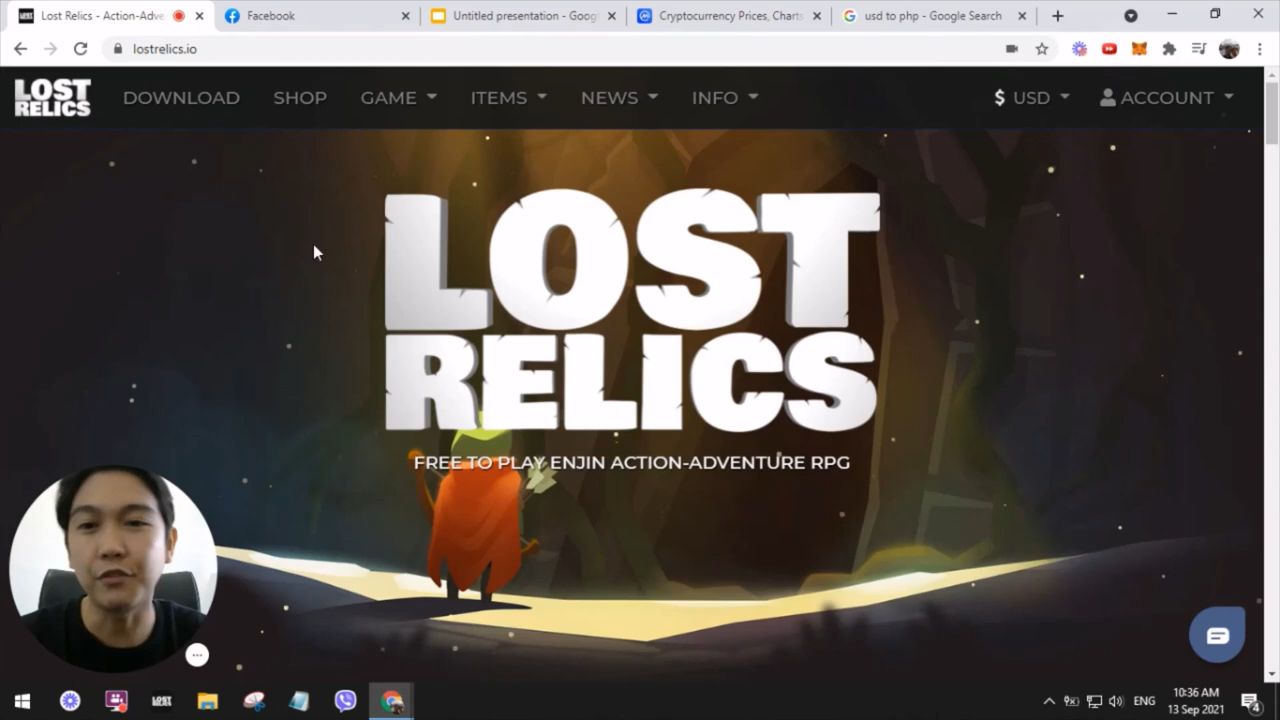 Lost Relics - Action-Adve
Facebook
Untitled presentation - Goog
Cryptocurrency Prices, Charts
usd to php - Google Search
lostrelics.io
LOST
RELICS
DOWNLOAD
SHOP
GAME
ITEMS
NEWS
INFO
$ USD
ACCOUNT
LOST
RELICS
FREE TO PLAY ENJIN ACTION-ADVENTURE RPG
LOST
ENG
10:36 AM
13 Sep 2021
4